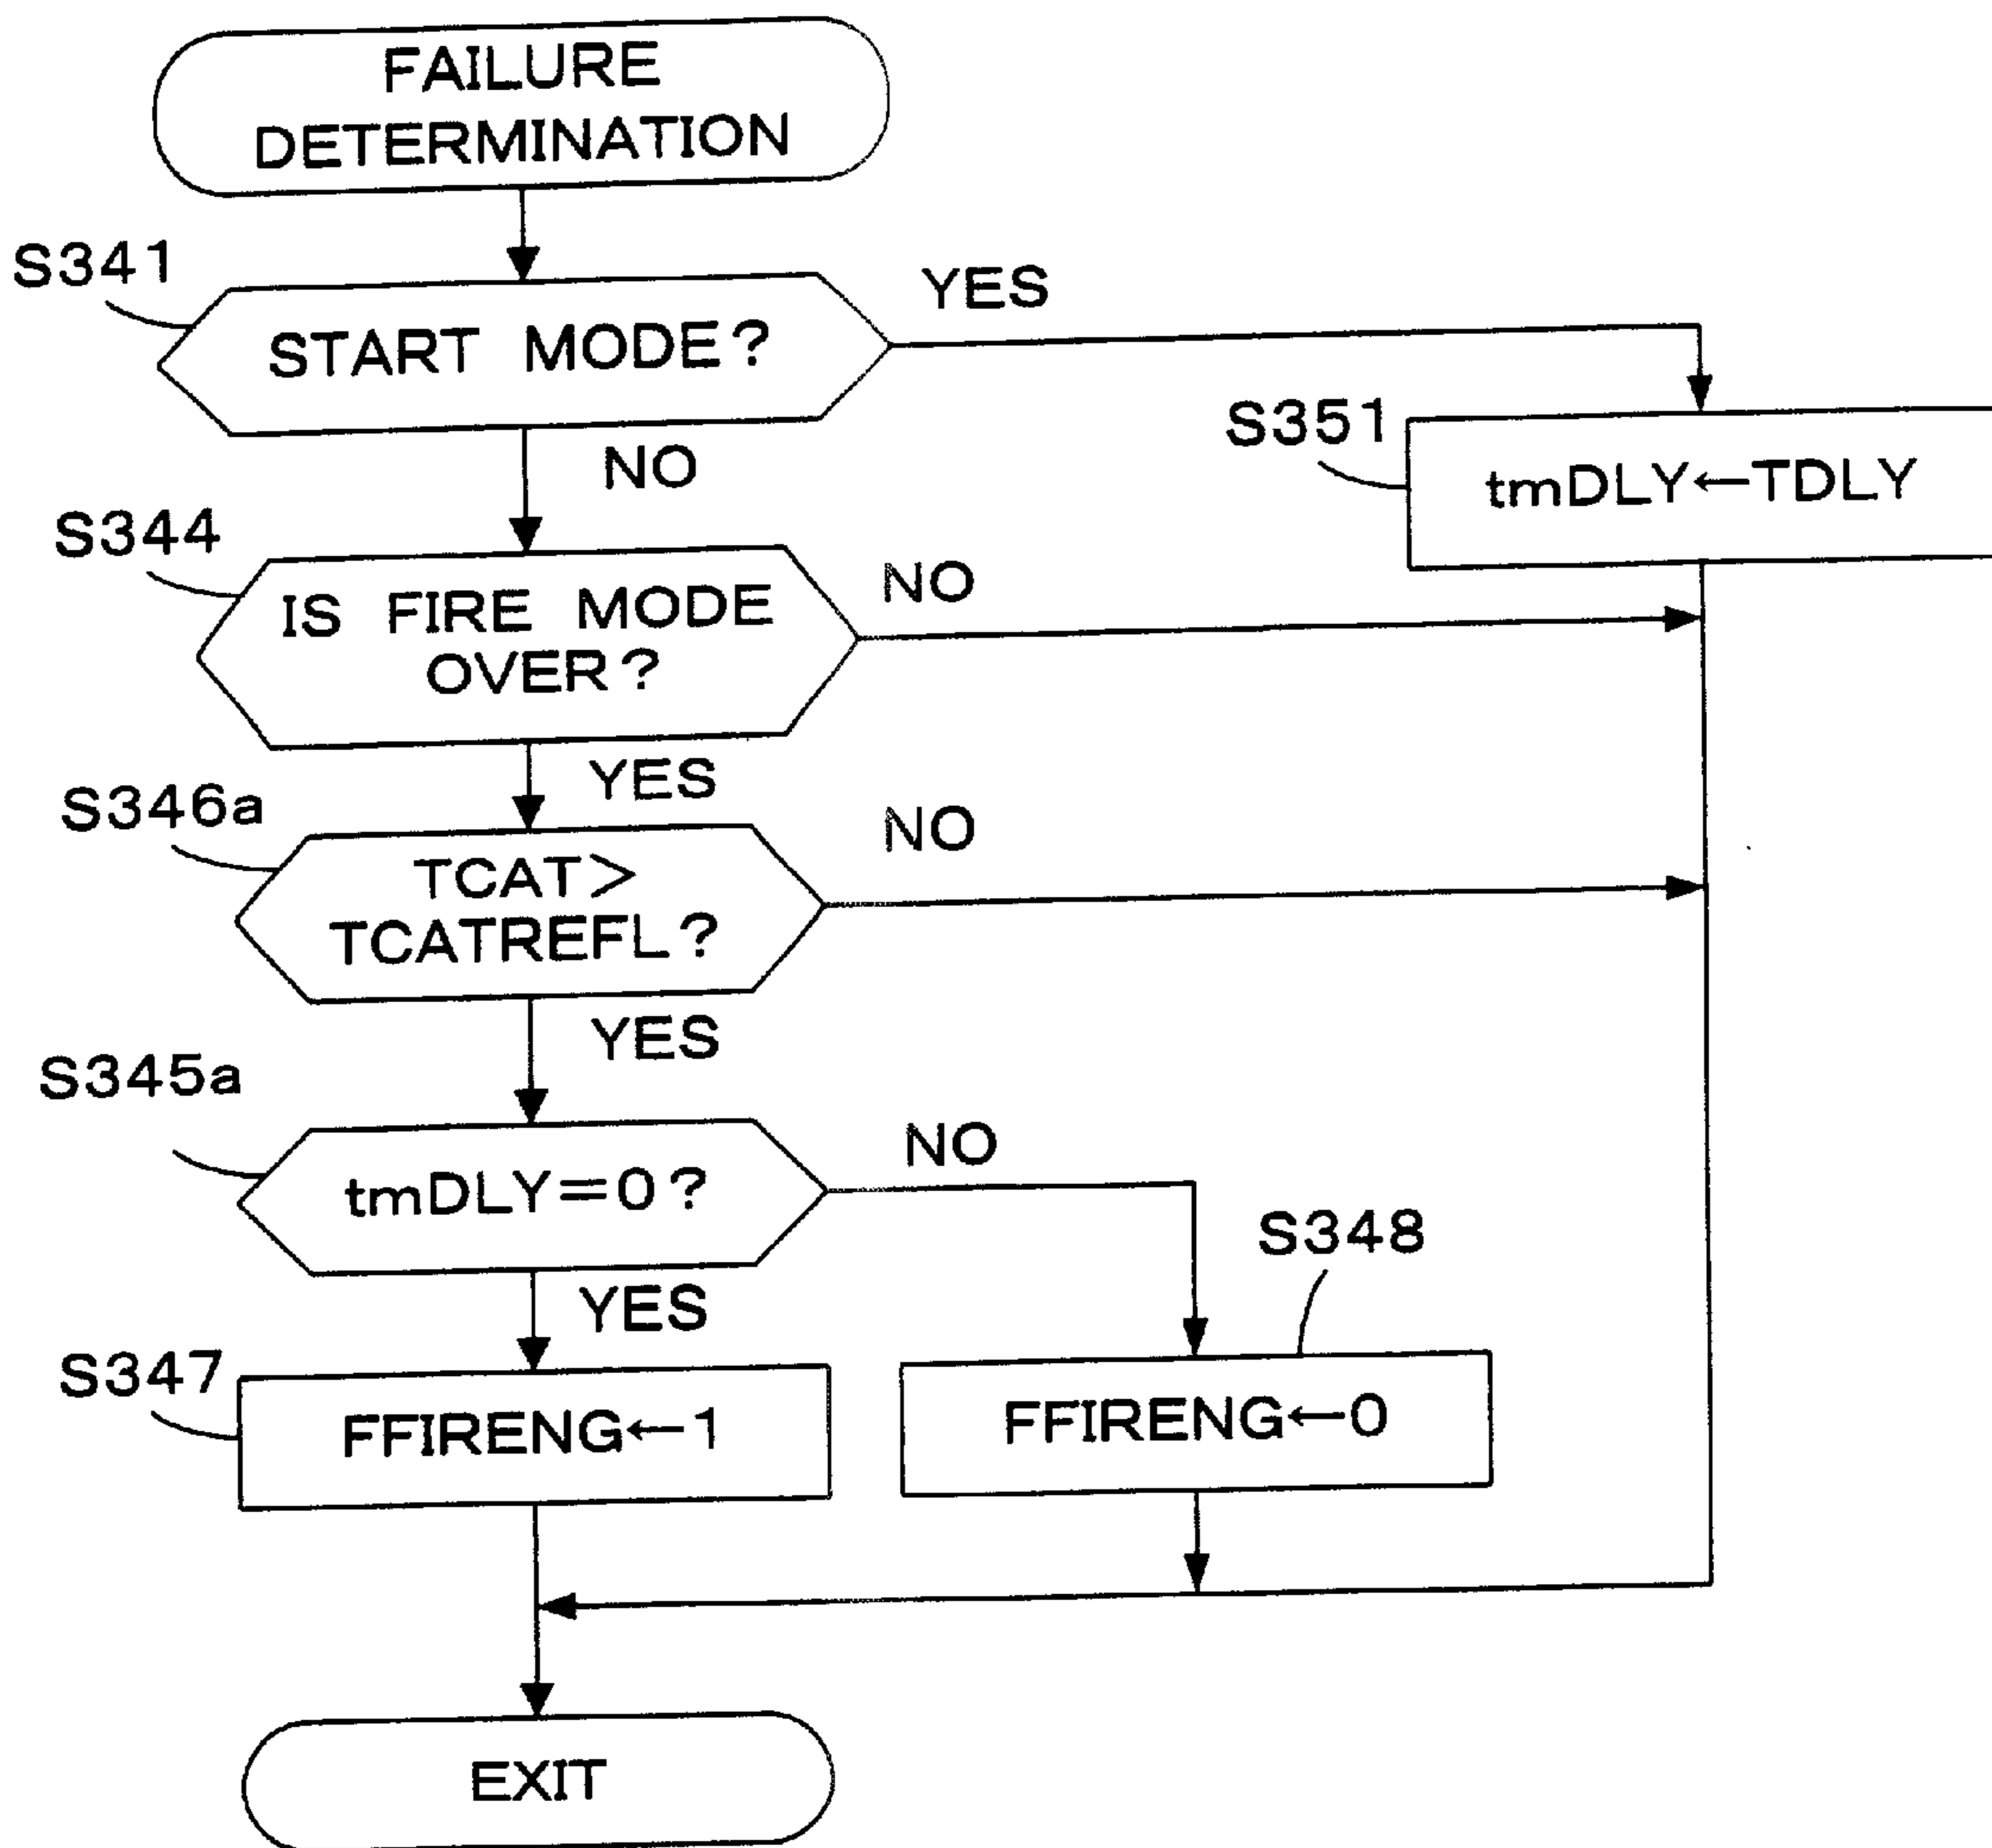 FAILURE
DETERMINATION
S341
START MODE?
YES
NO
S351
tmDLY←TDLY
S344
IS FIRE MODE
OVER?
NO
YES
S346a
TCAT>
TCATREFL?
NO
YES
S345a
tmDLY=0?
NO
YES
S348
S347
FFIRENG←1
FFIRENG←0
EXIT